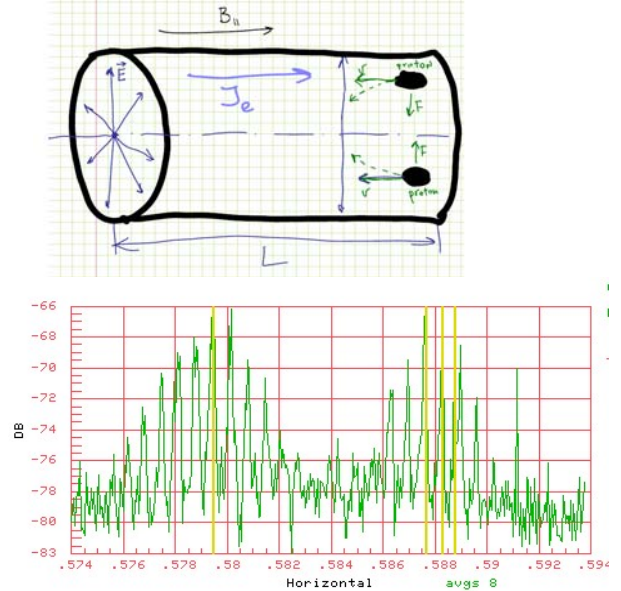 B॥
E
Je
proton
v
F
F
v
proton
L
-66
-68
-70
-72
-74
-76
-78
-80
-83
DB
.574 .576 .578 .58 .582 .584 .586 .588 .59 .592 .594
Horizontal avgs 8